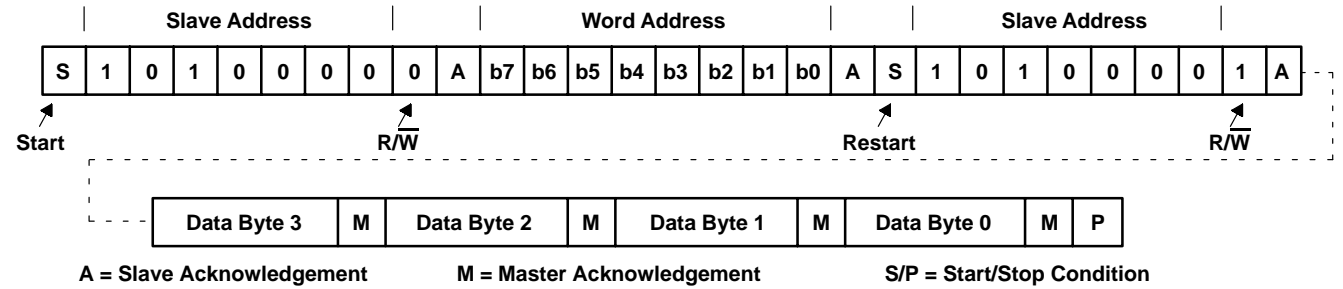 Slave Address Word Address Slave Address
S 1 0 1 0 0 0 0 0 A b7 b6 b5 b4 b3 b2 b1 b0 A S 1 0 1 0 0 0 0 1 A
Start R/W̅ Restart R/W̅
Data Byte 3 M Data Byte 2 M Data Byte 1 M Data Byte 0 M P
A = Slave Acknowledgement M = Master Acknowledgement S/P = Start/Stop Condition